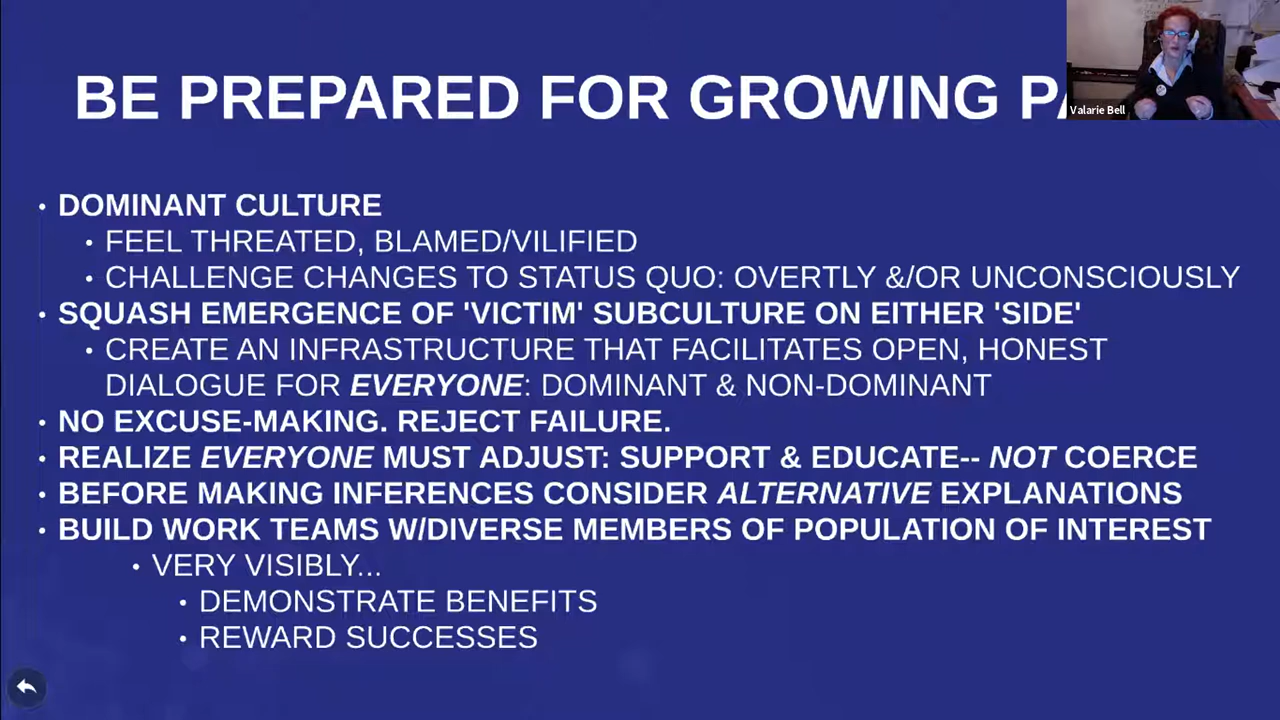 BE PREPARED FOR GROWING
Valarie Bell
• DOMINANT CULTURE
• FEEL THREATED, BLAMED/VILIFIED
• CHALLENGE CHANGES TO STATUS QUO: OVERTLY &/OR UNCONSCIOUSLY
• SQUASH EMERGENCE OF 'VICTIM' SUBCULTURE ON EITHER 'SIDE'
• CREATE AN INFRASTRUCTURE THAT FACILITATES OPEN, HONEST
DIALOGUE FOR EVERYONE: DOMINANT & NON-DOMINANT
• NO EXCUSE-MAKING. REJECT FAILURE.
• REALIZE EVERYONE MUST ADJUST: SUPPORT & EDUCATE-- NOT COERCE
• BEFORE MAKING INFERENCES CONSIDER ALTERNATIVE EXPLANATIONS
• BUILD WORK TEAMS W/DIVERSE MEMBERS OF POPULATION OF INTEREST
• VERY VISIBLY...
• DEMONSTRATE BENEFITS
• REWARD SUCCESSES